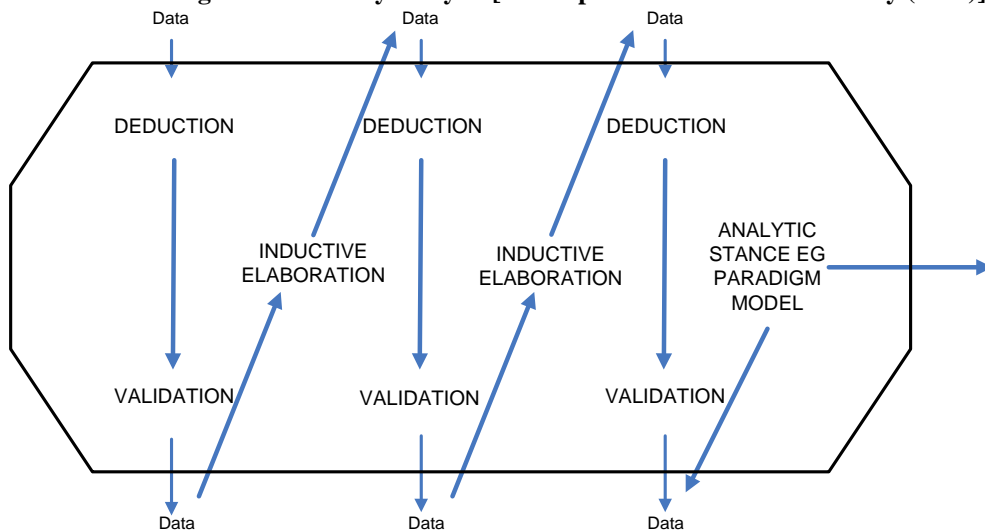 Data
Data
Data
DEDUCTION
DEDUCTION
DEDUCTION
INDUCTIVE
ELABORATION
INDUCTIVE
ELABORATION
ANALYTIC
STANCE EG
PARADIGM
MODEL
VALIDATION
VALIDATION
VALIDATION
Data
Data
Data